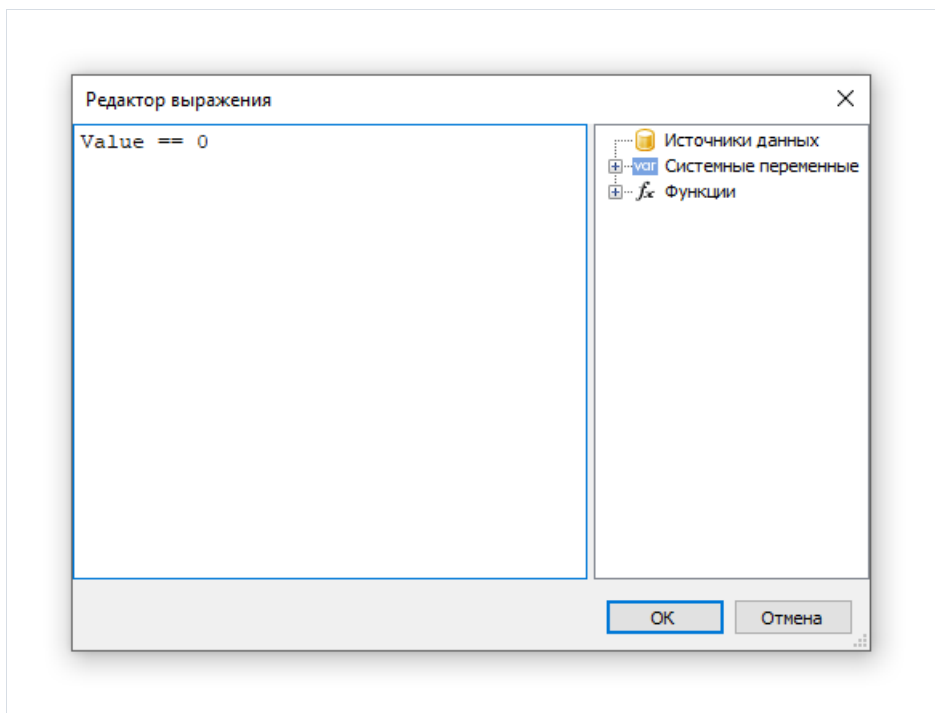 Редактор выражения
Value == 0
Источники данных
var Системные переменные
fx Функции
OK
Отмена